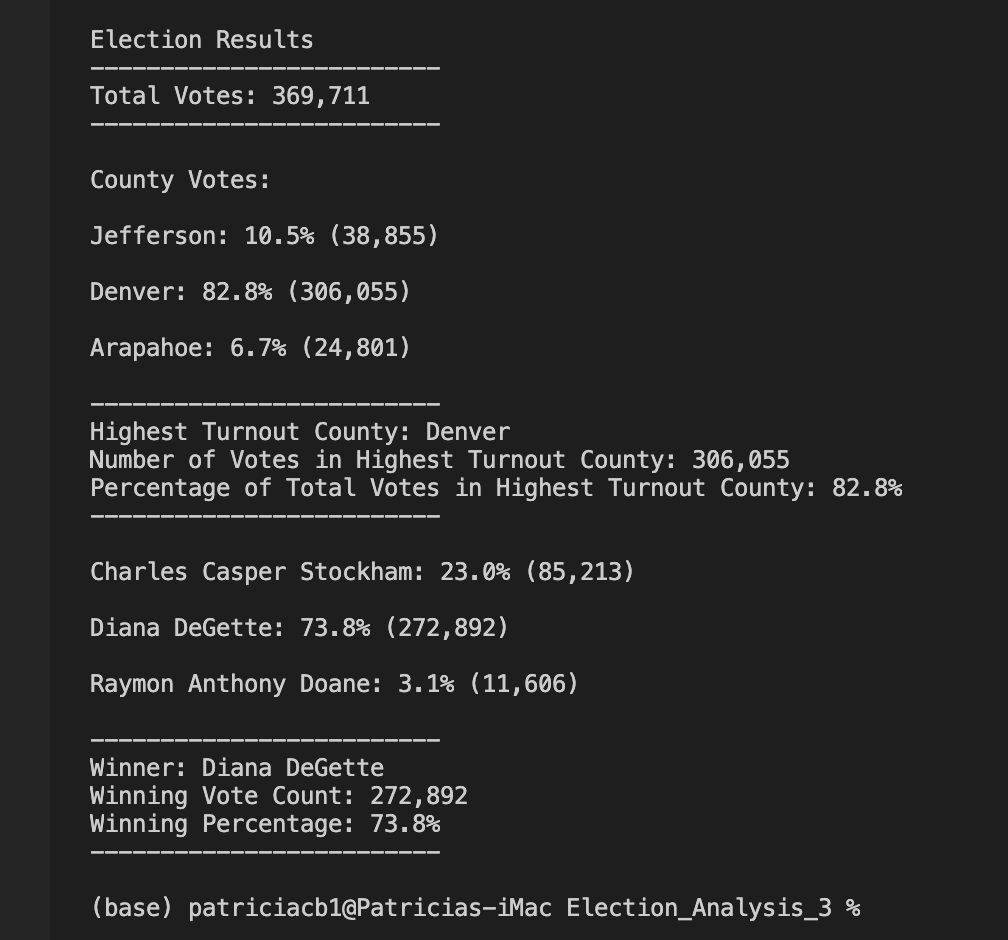 Election Results
-------------------------
Total Votes: 369,711
-------------------------
County Votes:
Jefferson: 10.5% (38,855)
Denver: 82.8% (306,055)
Arapahoe: 6.7% (24,801)
-------------------------
Highest Turnout County: Denver
Number of Votes in Highest Turnout County: 306,055
Percentage of Total Votes in Highest Turnout County: 82.8%
-------------------------
Charles Casper Stockham: 23.0% (85,213)
Diana DeGette: 73.8% (272,892)
Raymon Anthony Doane: 3.1% (11,606)
-------------------------
Winner: Diana DeGette
Winning Vote Count: 272,892
Winning Percentage: 73.8%
-------------------------
(base) patriciacb1@Patricias-iMac Election_Analysis_3 %